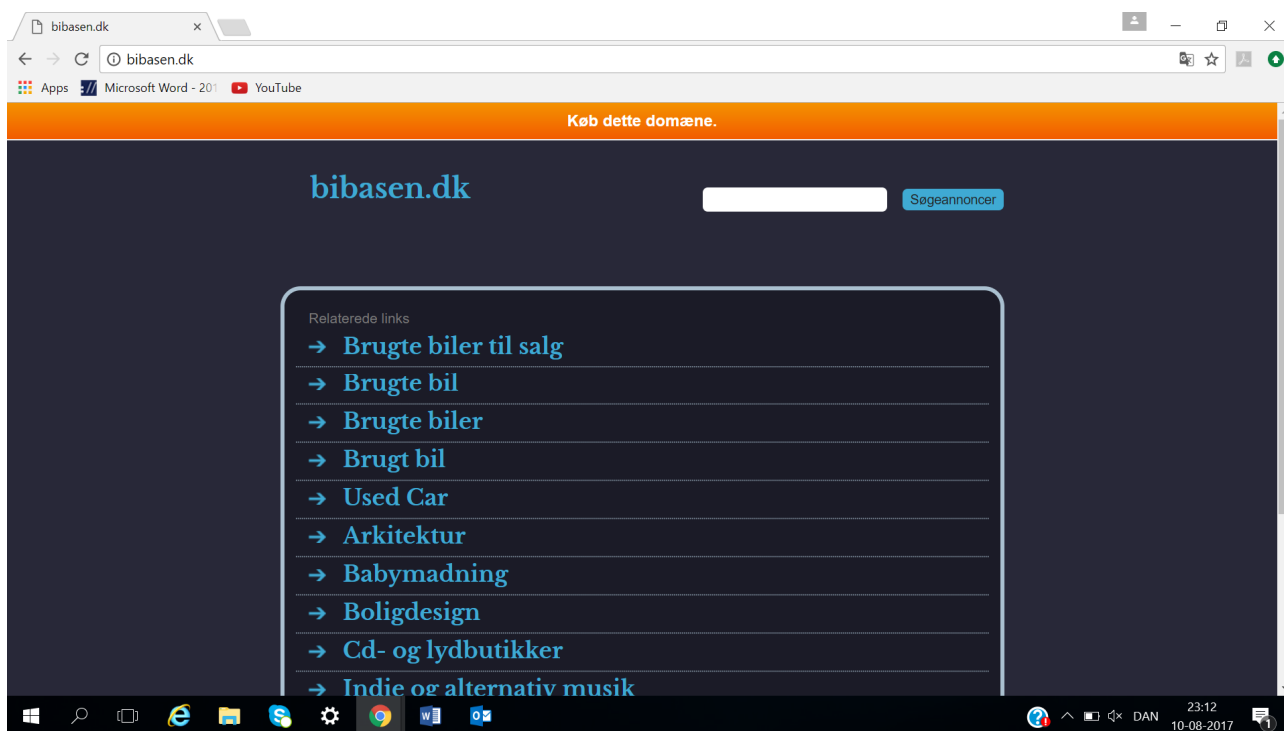 bibasen.dk
bibasen.dk
Apps
Microsoft Word - 201
YouTube
Køb dette domæne.
bibasen.dk
Søgeannoncer
Relaterede links
Brugte biler til salg
Brugte bil
Brugte biler
Brugt bil
Used Car
Arkitektur
Babymadning
Boligdesign
Cd- og lydbutikker
Indie og alternativ musik
DAN
23:12
10-08-2017
1